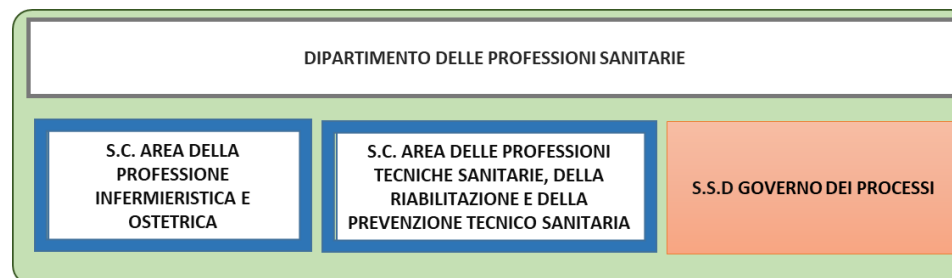 DIPARTIMENTO DELLE PROFESSIONI SANITARIE
S.C. AREA DELLA
PROFESSIONE
INFERMIERISTICA E
OSTETRICA
S.C. AREA DELLE PROFESSIONI
TECNICHE SANITARIE, DELLA
RIABILITAZIONE E DELLA
PREVENZIONE TECNICO SANITARIA
S.S.D GOVERNO DEI PROCESSI